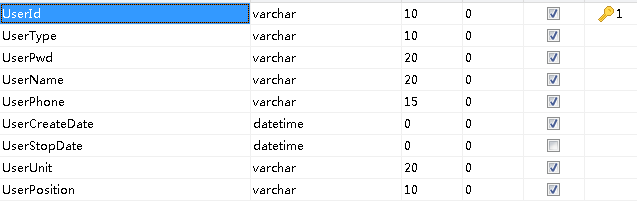 UserId varchar 10 0 1
UserType varchar 10 0
UserPwd varchar 20 0
UserName varchar 20 0
UserPhone varchar 15 0
UserCreateDate datetime 0 0
UserStopDate datetime 0 0
UserUnit varchar 20 0
UserPosition varchar 10 0